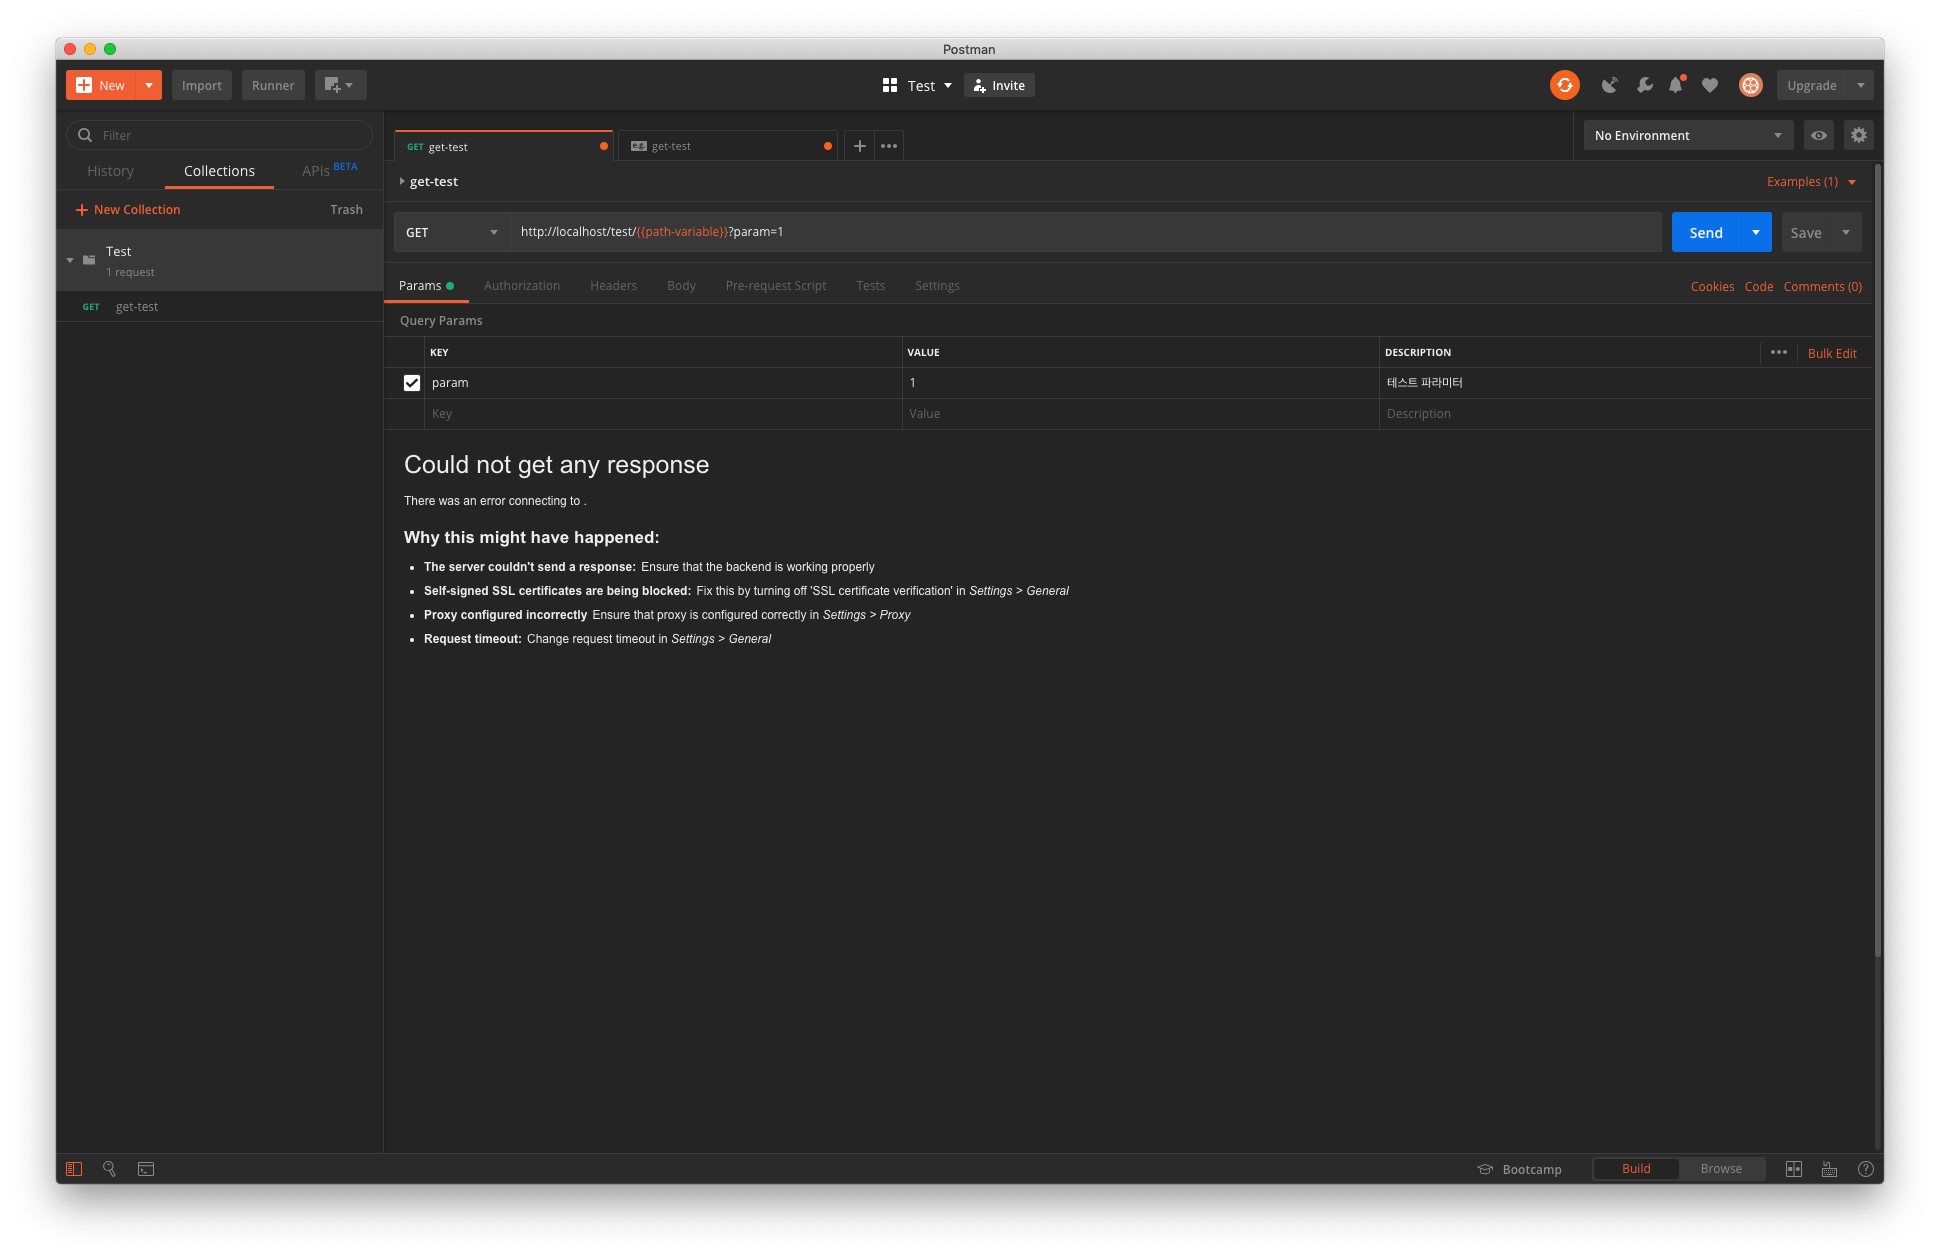 Postman
New
Import
Runner
Test
Invite
Upgrade
Filter
History
Collections
APIs BETA
New Collection
Trash
Test
1 request
GET get-test
GET get-test
e.g. get-test
No Environment
get-test
Examples (1)
GET
http://localhost/test/{{path-variable}}?param=1
Send
Save
Params
Authorization
Headers
Body
Pre-request Script
Tests
Settings
Cookies
Code
Comments (0)
Query Params
KEY
VALUE
DESCRIPTION
Bulk Edit
param
1
테스트 파라미터
Key
Value
Description
Could not get any response
There was an error connecting to .
Why this might have happened:
• The server couldn't send a response: Ensure that the backend is working properly
• Self-signed SSL certificates are being blocked: Fix this by turning off 'SSL certificate verification' in Settings > General
• Proxy configured incorrectly Ensure that proxy is configured correctly in Settings > Proxy
• Request timeout: Change request timeout in Settings > General
Bootcamp
Build
Browse